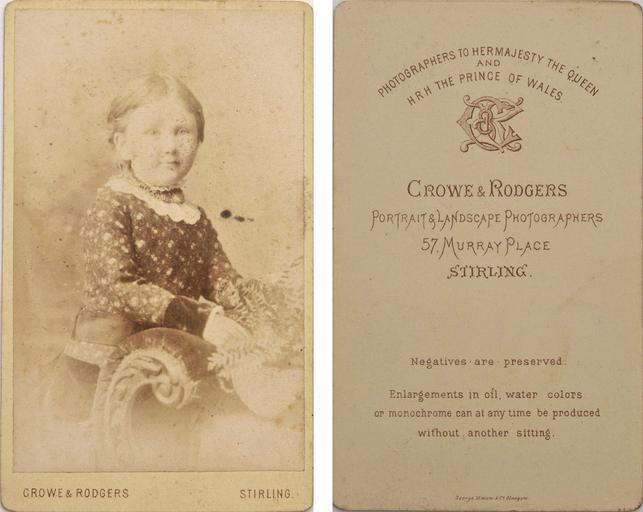 CROWE & RODGERS STIRLING.
PHOTOGRAPHERS TO HER MAJESTY THE QUEEN
AND
H.R.H THE PRINCE OF WALES.
CROWE & RODGERS
PORTRAIT & LANDSCAPE PHOTOGRAPHERS
57, MURRAY PLACE
STIRLING.
Negatives are preserved.
Enlargements in oil, water colors
or monochrome can at any time be produced
without another sitting.